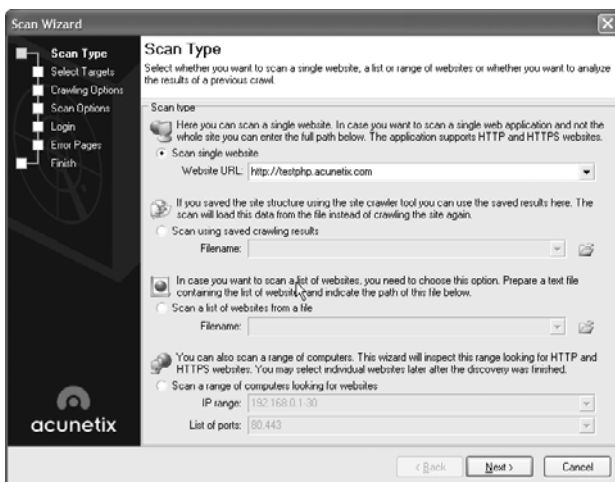 Scan Wizard
Scan Type
Select Targets
Crawling Options
Scan Options
Login
Error Pages
Finish
acunetix
Scan Type
Select whether you want to scan a single website, a list or range of websites or whether you want to analyze
the results of a previous crawl.
Scan type
Here you can scan a single website. In case you want to scan a single web application and not the
whole site you can enter the full path below. The application supports HTTP and HTTPS websites.
Scan single website
Website URL: http://testphp.acunetix.com
If you saved the site structure using the site crawler tool you can use the saved results here. The
scan will load this data from the file instead of crawling the site again.
Scan using saved crawling results
Filename:
In case you want to scan a list of websites, you need to choose this option. Prepare a text file
containing the list of websites and indicate the path of this file below.
Scan a list of websites from a file
Filename:
You can also scan a range of computers. This wizard will inspect this range looking for HTTP and
HTTPS websites. You may select individual websites later after the discovery was finished.
Scan a range of computers looking for websites
IP range: 192.168.0.1-30
List of ports: 80,443
< Back
Next >
Cancel